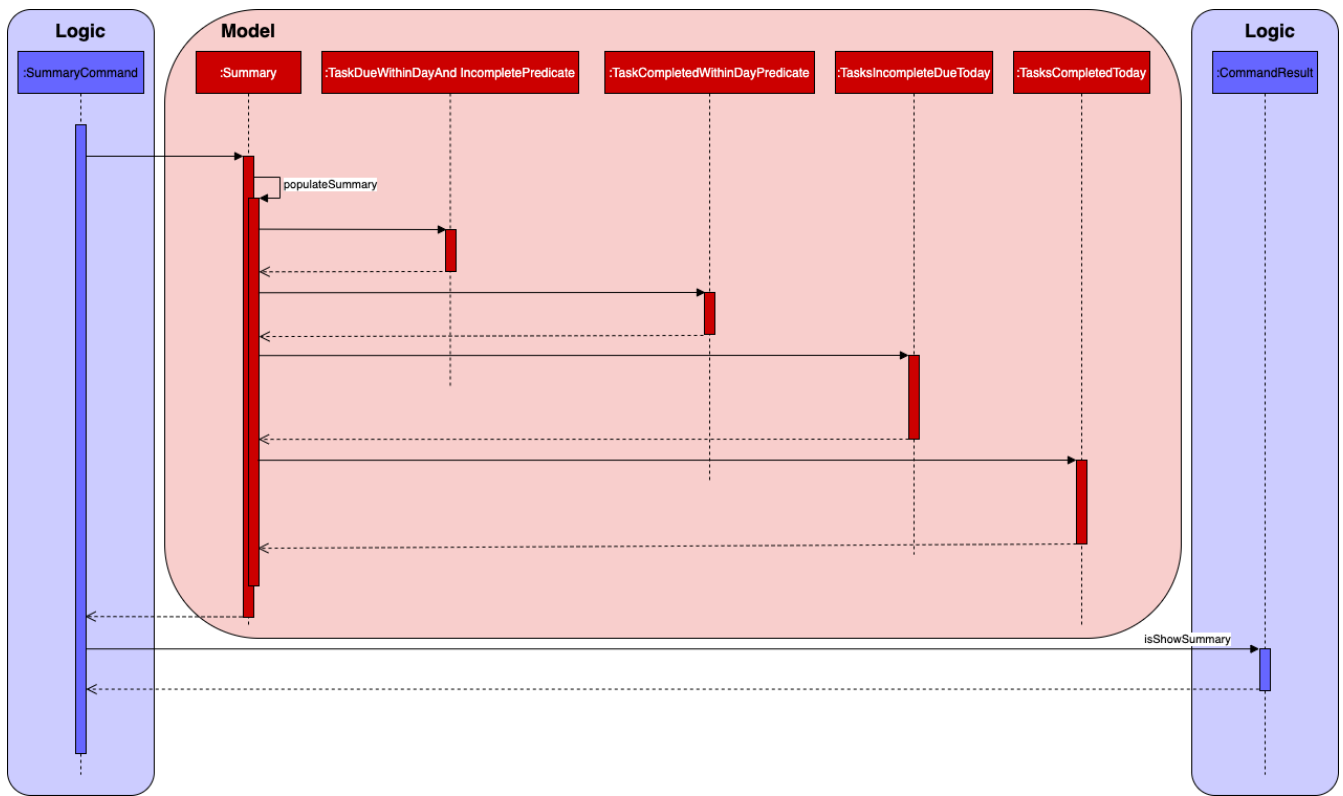 Logic
Model
Logic
:SummaryCommand
:Summary
:TaskDueWithinDayAnd IncompletePredicate
:TaskCompletedWithinDayPredicate
:TasksIncompleteDueToday
:TasksCompletedToday
:CommandResult
populateSummary
isShowSummary